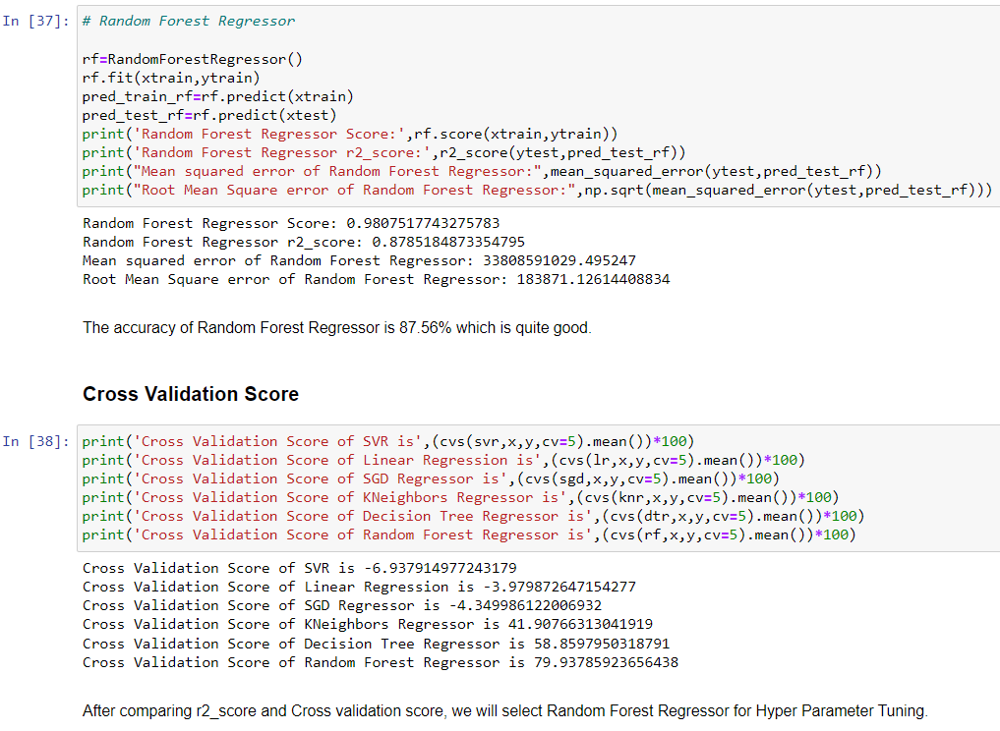 In [37]: # Random Forest Regressor
rf=RandomForestRegressor()
rf.fit(xtrain,ytrain)
pred_train_rf=rf.predict(xtrain)
pred_test_rf=rf.predict(xtest)
print('Random Forest Regressor Score:',rf.score(xtrain,ytrain))
print('Random Forest Regressor r2_score:',r2_score(ytest,pred_test_rf))
print("Mean squared error of Random Forest Regressor:",mean_squared_error(ytest,pred_test_rf))
print("Root Mean Square error of Random Forest Regressor:",np.sqrt(mean_squared_error(ytest,pred_test_rf)))
Random Forest Regressor Score: 0.9807517743275783
Random Forest Regressor r2_score: 0.8785184873354795
Mean squared error of Random Forest Regressor: 33808591029.495247
Root Mean Square error of Random Forest Regressor: 183871.12614408834
The accuracy of Random Forest Regressor is 87.56% which is quite good.
Cross Validation Score
In [38]: print('Cross Validation Score of SVR is',(cvs(svr,x,y,cv=5).mean())*100)
print('Cross Validation Score of Linear Regression is',(cvs(lr,x,y,cv=5).mean())*100)
print('Cross Validation Score of SGD Regressor is',(cvs(sgd,x,y,cv=5).mean())*100)
print('Cross Validation Score of KNeighbors Regressor is',(cvs(knr,x,y,cv=5).mean())*100)
print('Cross Validation Score of Decision Tree Regressor is',(cvs(dtr,x,y,cv=5).mean())*100)
print('Cross Validation Score of Random Forest Regressor is',(cvs(rf,x,y,cv=5).mean())*100)
Cross Validation Score of SVR is -6.937914977243179
Cross Validation Score of Linear Regression is -3.979872647154277
Cross Validation Score of SGD Regressor is -4.349986122006932
Cross Validation Score of KNeighbors Regressor is 41.90766313041919
Cross Validation Score of Decision Tree Regressor is 58.8597950318791
Cross Validation Score of Random Forest Regressor is 79.93785923656438
After comparing r2_score and Cross validation score, we will select Random Forest Regressor for Hyper Parameter Tuning.